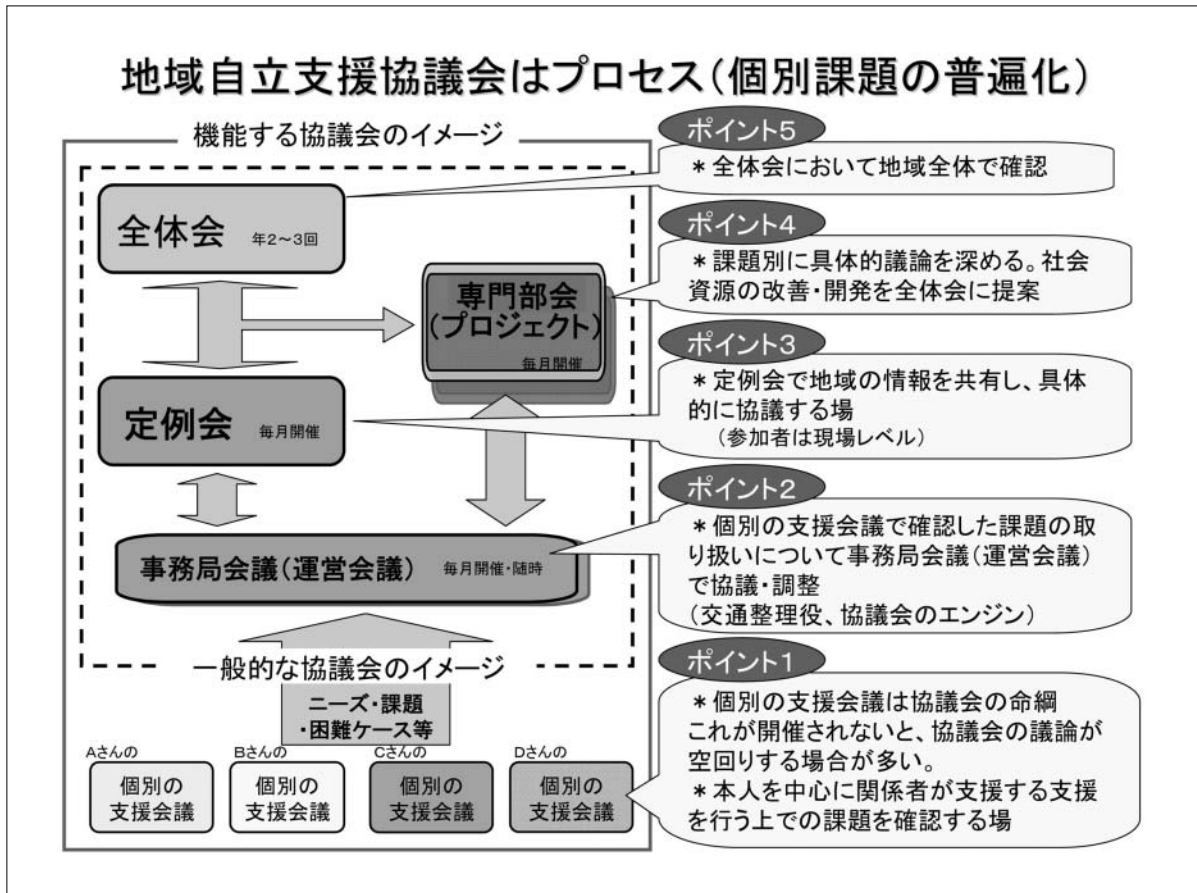 地域自立支援協議会はプロセス（個別課題の普遍化）
機能する協議会のイメージ
全体会 年2～3回
専門部会
（プロジェクト）
毎月開催
定例会 毎月開催
事務局会議（運営会議） 毎月開催・随時
一般的な協議会のイメージ
ニーズ・課題
・困難ケース等
Aさんの
個別の
支援会議
Bさんの
個別の
支援会議
Cさんの
個別の
支援会議
Dさんの
個別の
支援会議
ポイント5
＊全体会において地域全体で確認
ポイント4
＊課題別に具体的議論を深める。社会
資源の改善・開発を全体会に提案
ポイント3
＊定例会で地域の情報を共有し、具体
的に協議する場
（参加者は現場レベル）
ポイント2
＊個別の支援会議で確認した課題の取
り扱いについて事務局会議（運営会議）
で協議・調整
（交通整理役、協議会のエンジン）
ポイント1
＊個別の支援会議は協議会の命綱
これが開催されないと、協議会の議論が
空回りする場合が多い。
＊本人を中心に関係者が支援する支援
を行う上での課題を確認する場